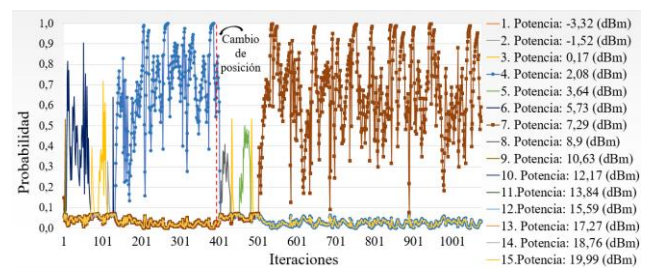 1,0
0,9
0,8
0,7
0,6
0,5
0,4
0,3
0,2
0,1
0,0
Probabilidad
Cambio de
posición
1 101 201 301 401 501 601 701 801 901 1001
Iteraciones
1. Potencia: -3,32 (dBm)
2. Potencia: -1,52 (dBm)
3. Potencia: 0,17 (dBm)
4. Potencia: 2,08 (dBm)
5. Potencia: 3,64 (dBm)
6. Potencia: 5,73 (dBm)
7. Potencia: 7,29 (dBm)
8. Potencia: 8,9 (dBm)
9. Potencia: 10,63 (dBm)
10. Potencia: 12,17 (dBm)
11. Potencia: 13,84 (dBm)
12.Potencia: 15,59 (dBm)
13. Potencia: 17,27 (dBm)
14. Potencia: 18,76 (dBm)
15.Potencia: 19,99 (dBm)